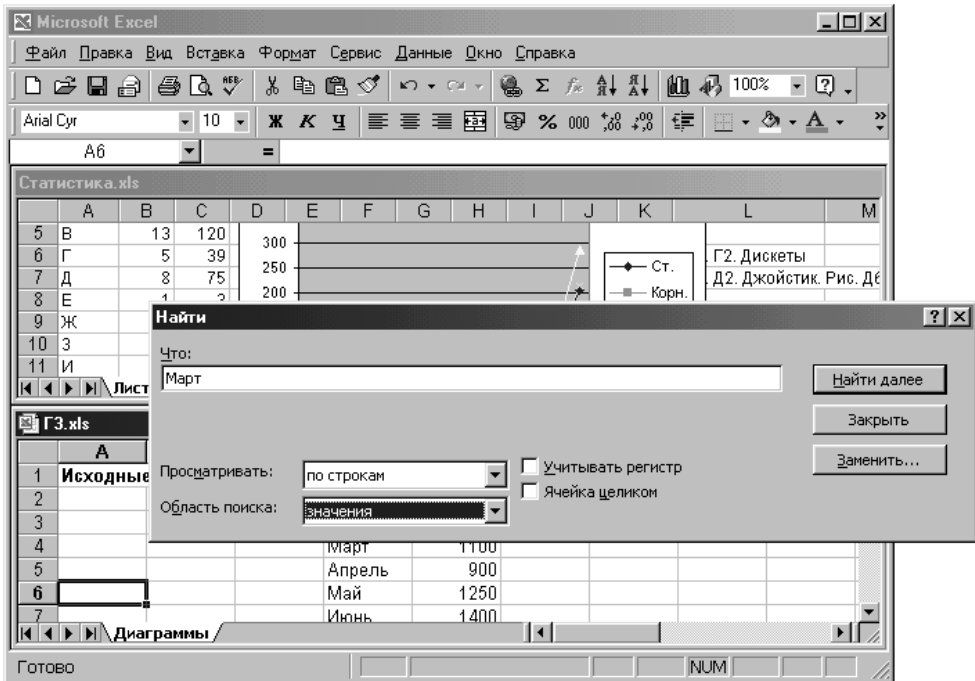 Microsoft Excel
Файл Правка Вид Вставка Формат Сервис Данные Окно Справка
100%
Arial Cyr 10 Ж К Ч % 000
A6 =
Статистика.xls
A B C D E F G H I J K L M
5 В 13 120
6 Г 5 39
7 Д 8 75
8 Е 1
9 Ж
10 З
11 И
300
250
200
Ст.
Корн.
Г2. Дискеты
Д2. Джойстик. Рис. Д6
Лист
Найти
Что:
Март
Найти далее
Закрыть
Заменить...
Просматривать: по строкам
Учитывать регистр
Область поиска: значения
Ячейка целиком
Г3.xls
A
1 Исходные
2
3
4 Март 1100
5 Апрель 900
6 Май 1250
7 Июнь 1400
Диаграммы
Готово NUM